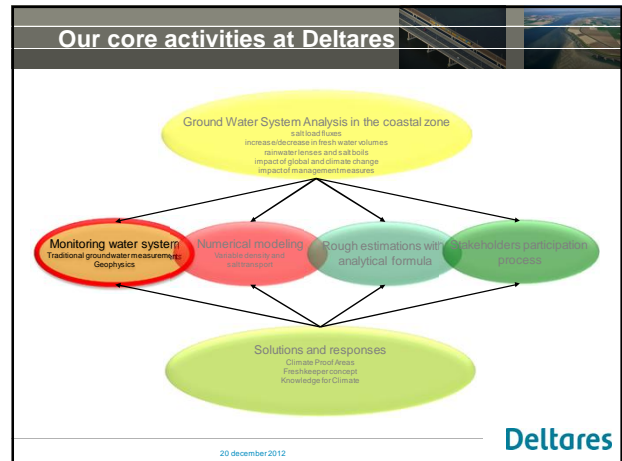 Our core activities at Deltares
Ground Water System Analysis in the coastal zone
salt load fluxes
increase/decrease in fresh water volumes
rainwater lenses and salt boils
impact of global and climate change
impact of management measures
Monitoring water system
Traditional groundwater measurements
Geophysics
Numerical modeling
Variable density and
salt transport
Rough estimations with
analytical formula
Stakeholders participation
process
Solutions and responses
Climate Proof Areas
Freshkeeper concept
Knowledge for Climate
20 december 2012
Deltares